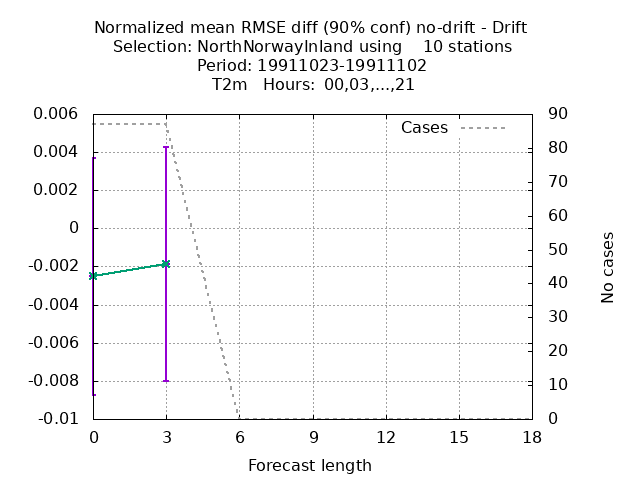 Normalized mean RMSE diff (90% conf) no-drift - Drift
Selection: NorthNorwayInland using    10 stations
Period: 19911023-19911102
T2m   Hours:  00,03,...,21
Cases
0.006
0.004
0.002
0
-0.002
-0.004
-0.006
-0.008
-0.01
90
80
70
60
50
40
30
20
10
0
No cases
0 3 6 9 12 15 18
Forecast length